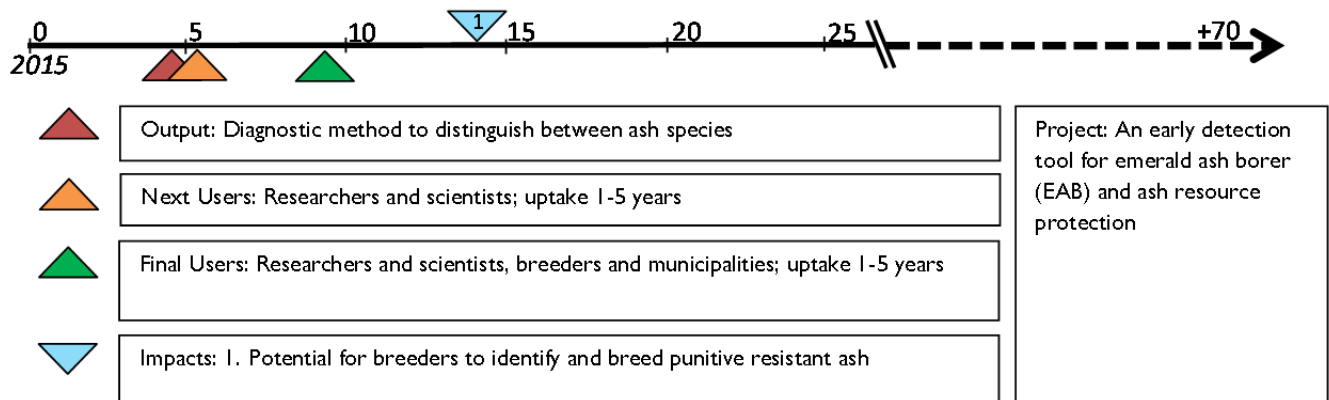 0 5 10 1 15 20 25 +70
2015
Output: Diagnostic method to distinguish between ash species
Next Users: Researchers and scientists; uptake 1-5 years
Final Users: Researchers and scientists, breeders and municipalities; uptake 1-5 years
Impacts: 1. Potential for breeders to identify and breed punitive resistant ash
Project: An early detection
tool for emerald ash borer
(EAB) and ash resource
protection